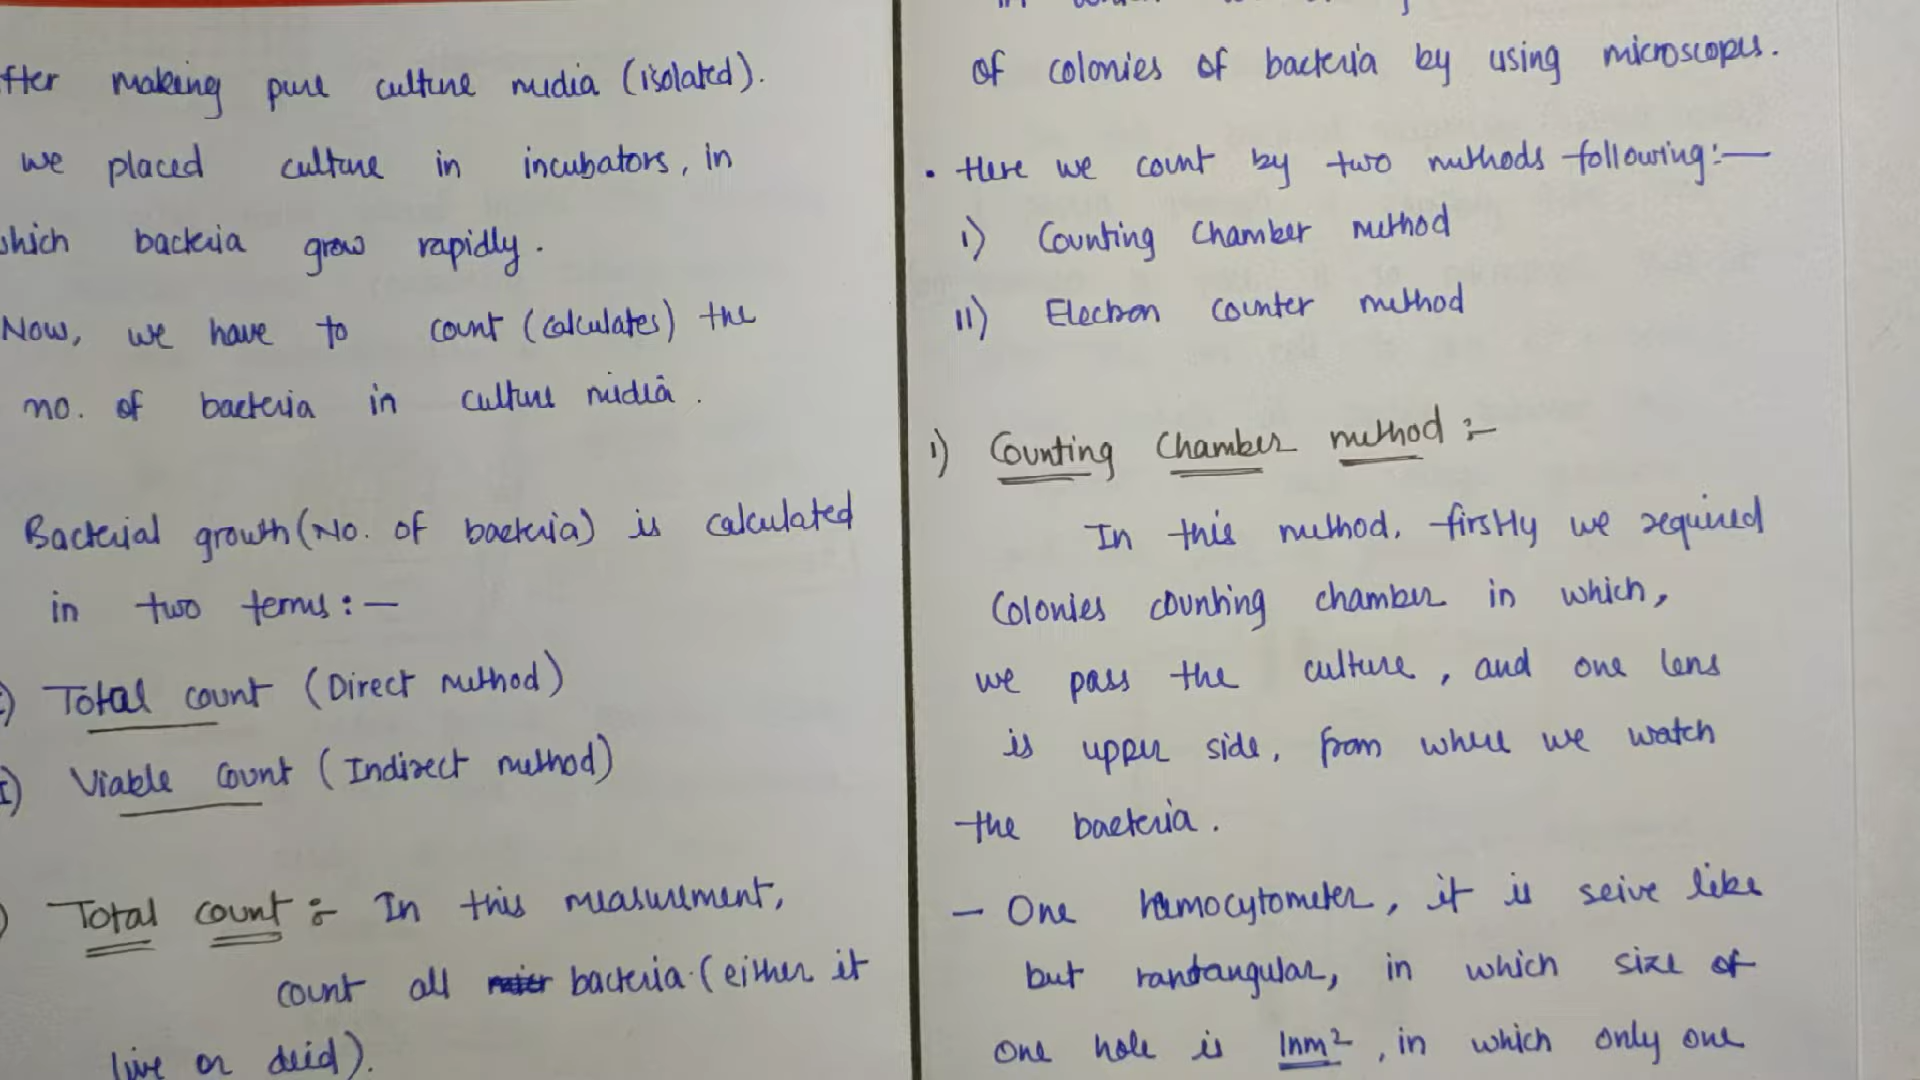 fter making pure culture media (isolated).
we placed culture in incubators, in
which bacteria grow rapidly.
Now, we have to count (calculates) the
no. of bacteria in culture media.
Bacterial growth (No. of bacteria) is calculated
in two terms :—
) Total count (Direct method)
I) Viable count (Indirect method)
) Total count :- In this measurement,
count all bacteria. (either it
live or deid).
of colonies of bacteria by using microscopes.
• Here we count by two methods following :—
i) Counting Chamber method
II) Electron counter method
i) Counting Chamber method :-
In this method, firstly we required
Colonies counting chamber in which,
we pass the culture, and one lens
is upper side, from where we watch
the bacteria.
— One hemocytometer, it is seive like
but rantangular, in which size of
one hole is 1nm², in which only one